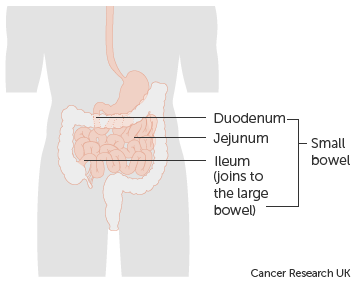 Duodenum
Jejunum
Ileum
(joins to
the large
bowel)
Small
bowel
Cancer Research UK